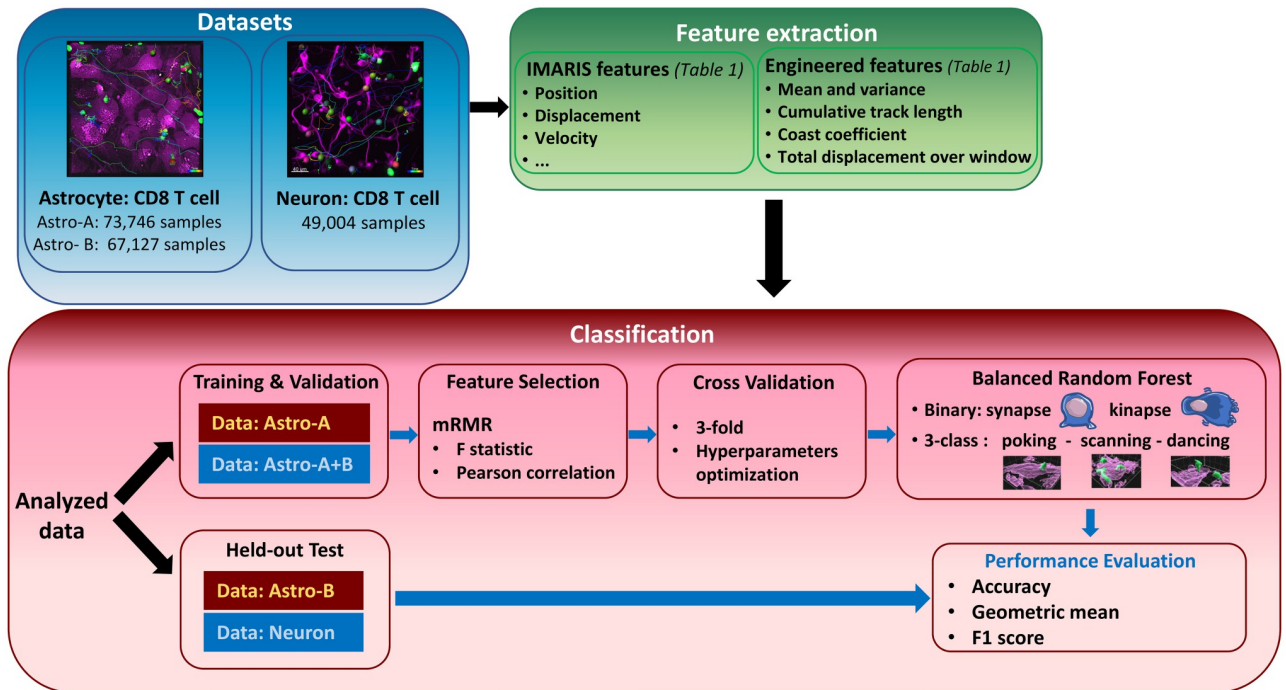 Datasets
Astrocyte: CD8 T cell
Astro-A: 73,746 samples
Astro- B: 67,127 samples
Neuron: CD8 T cell
49,004 samples
Feature extraction
IMARIS features (Table 1)
• Position
• Displacement
• Velocity
• ...
Engineered features (Table 1)
• Mean and variance
• Cumulative track length
• Coast coefficient
• Total displacement over window
Classification
Analyzed
data
Training & Validation
Data: Astro-A
Data: Astro-A+B
Feature Selection
mRMR
• F statistic
• Pearson correlation
Cross Validation
• 3-fold
• Hyperparameters
optimization
Balanced Random Forest
• Binary: synapse kinapse
• 3-class : poking - scanning - dancing
Held-out Test
Data: Astro-B
Data: Neuron
Performance Evaluation
• Accuracy
• Geometric mean
• F1 score